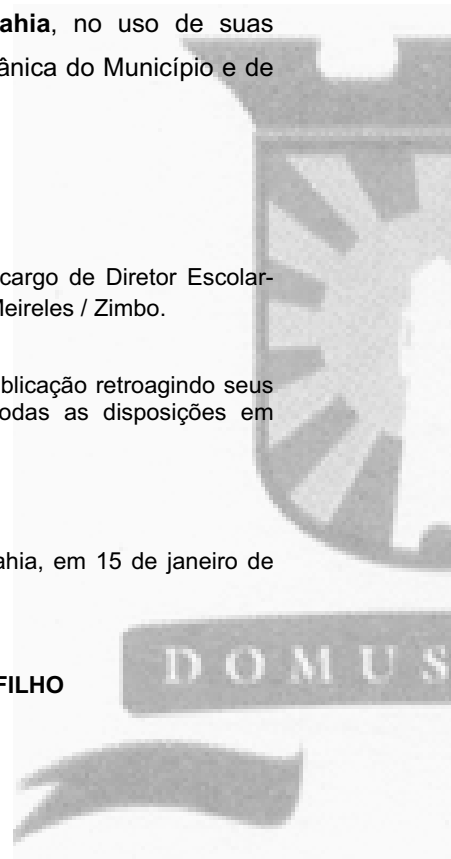 ahia, no uso de suas
ânica do Município e de
cargo de Diretor Escolar-
Meireles / Zimbo.
blicação retroagindo seus
odas as disposições em
ahia, em 15 de janeiro de
FILHO
DOMUS